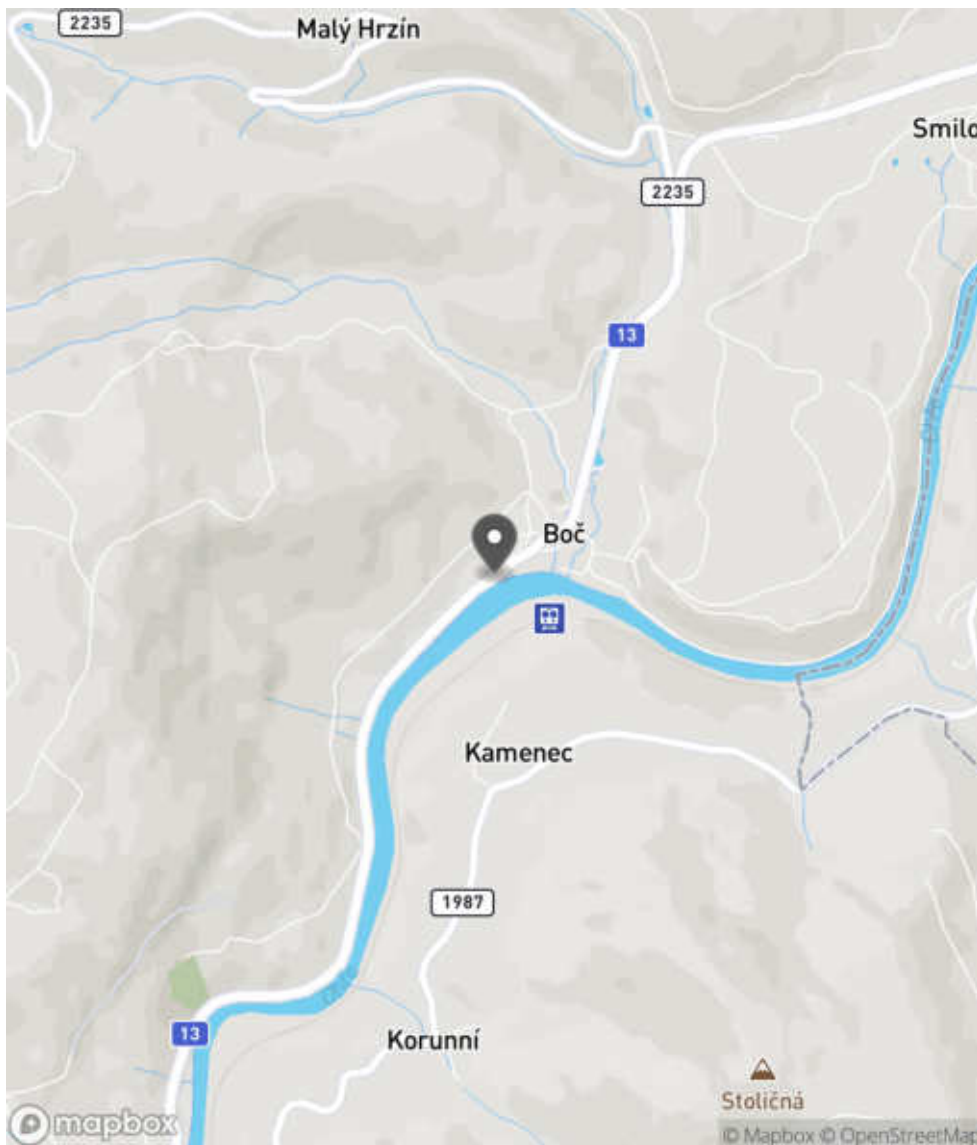 2235
Malý Hrzín
Smilo
2235
13
Boč
Kamenec
1987
13
Korunní
Stoličná
mapbox
© Mapbox © OpenStreetMap